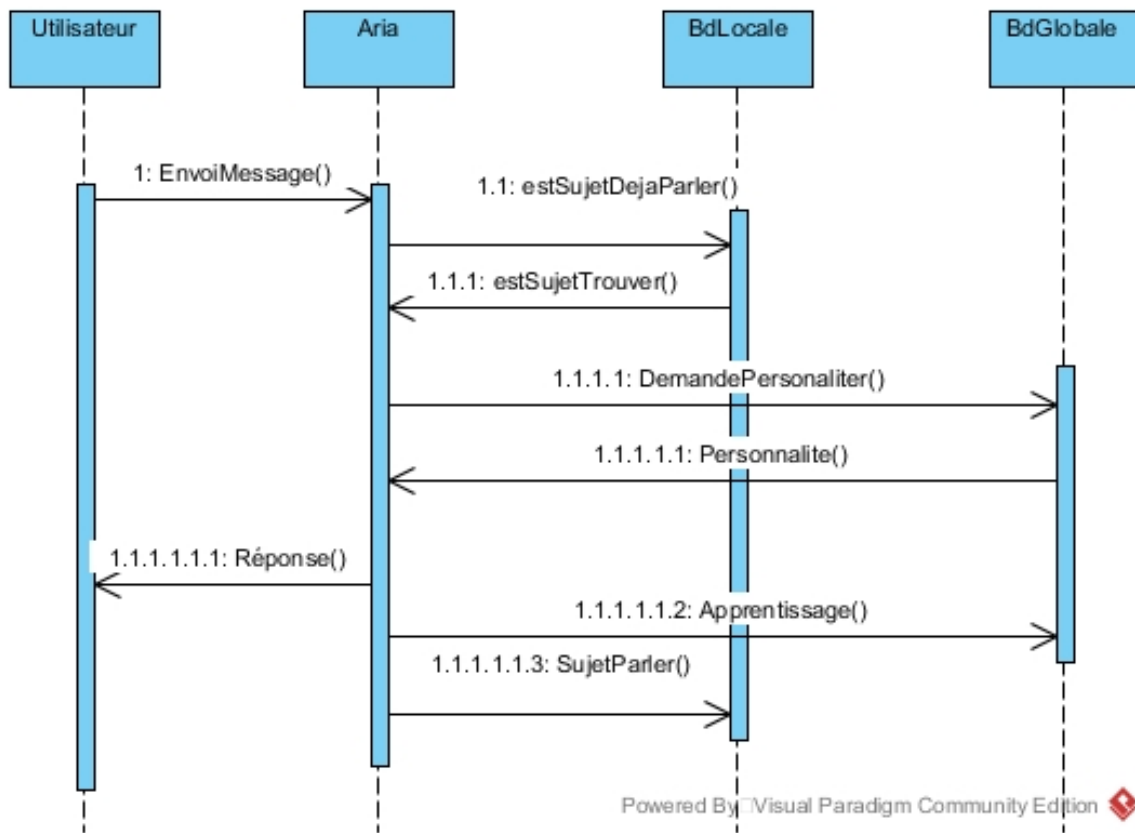 Utilisateur
Aria
BdLocale
BdGlobale
1: EnvoiMessage()
1.1: estSujetDejaParler()
1.1.1: estSujetTrouver()
1.1.1.1: DemandePersonaliter()
1.1.1.1.1: Personnalite()
1.1.1.1.1.1: Réponse()
1.1.1.1.1.2: Apprentissage()
1.1.1.1.1.3: SujetParler()
Powered By Visual Paradigm Community Edition